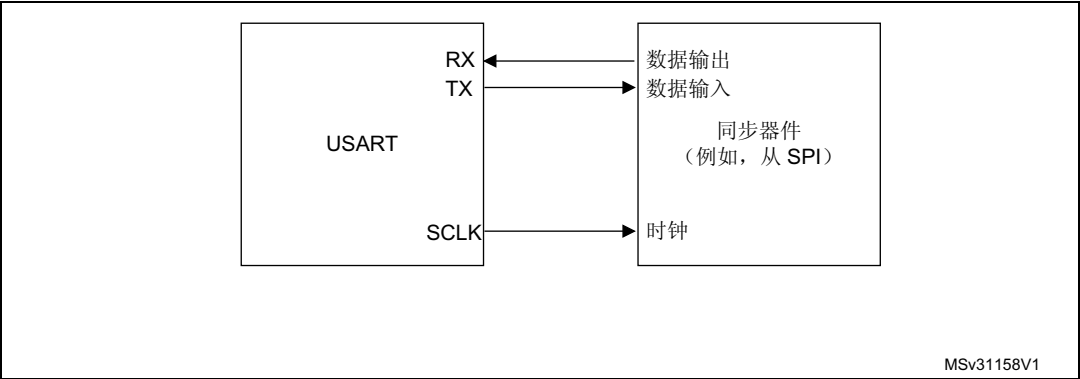 RX
数据输出
TX
数据输入
USART
同步器件
（例如，从 SPI）
SCLK
时钟
MSv31158V1